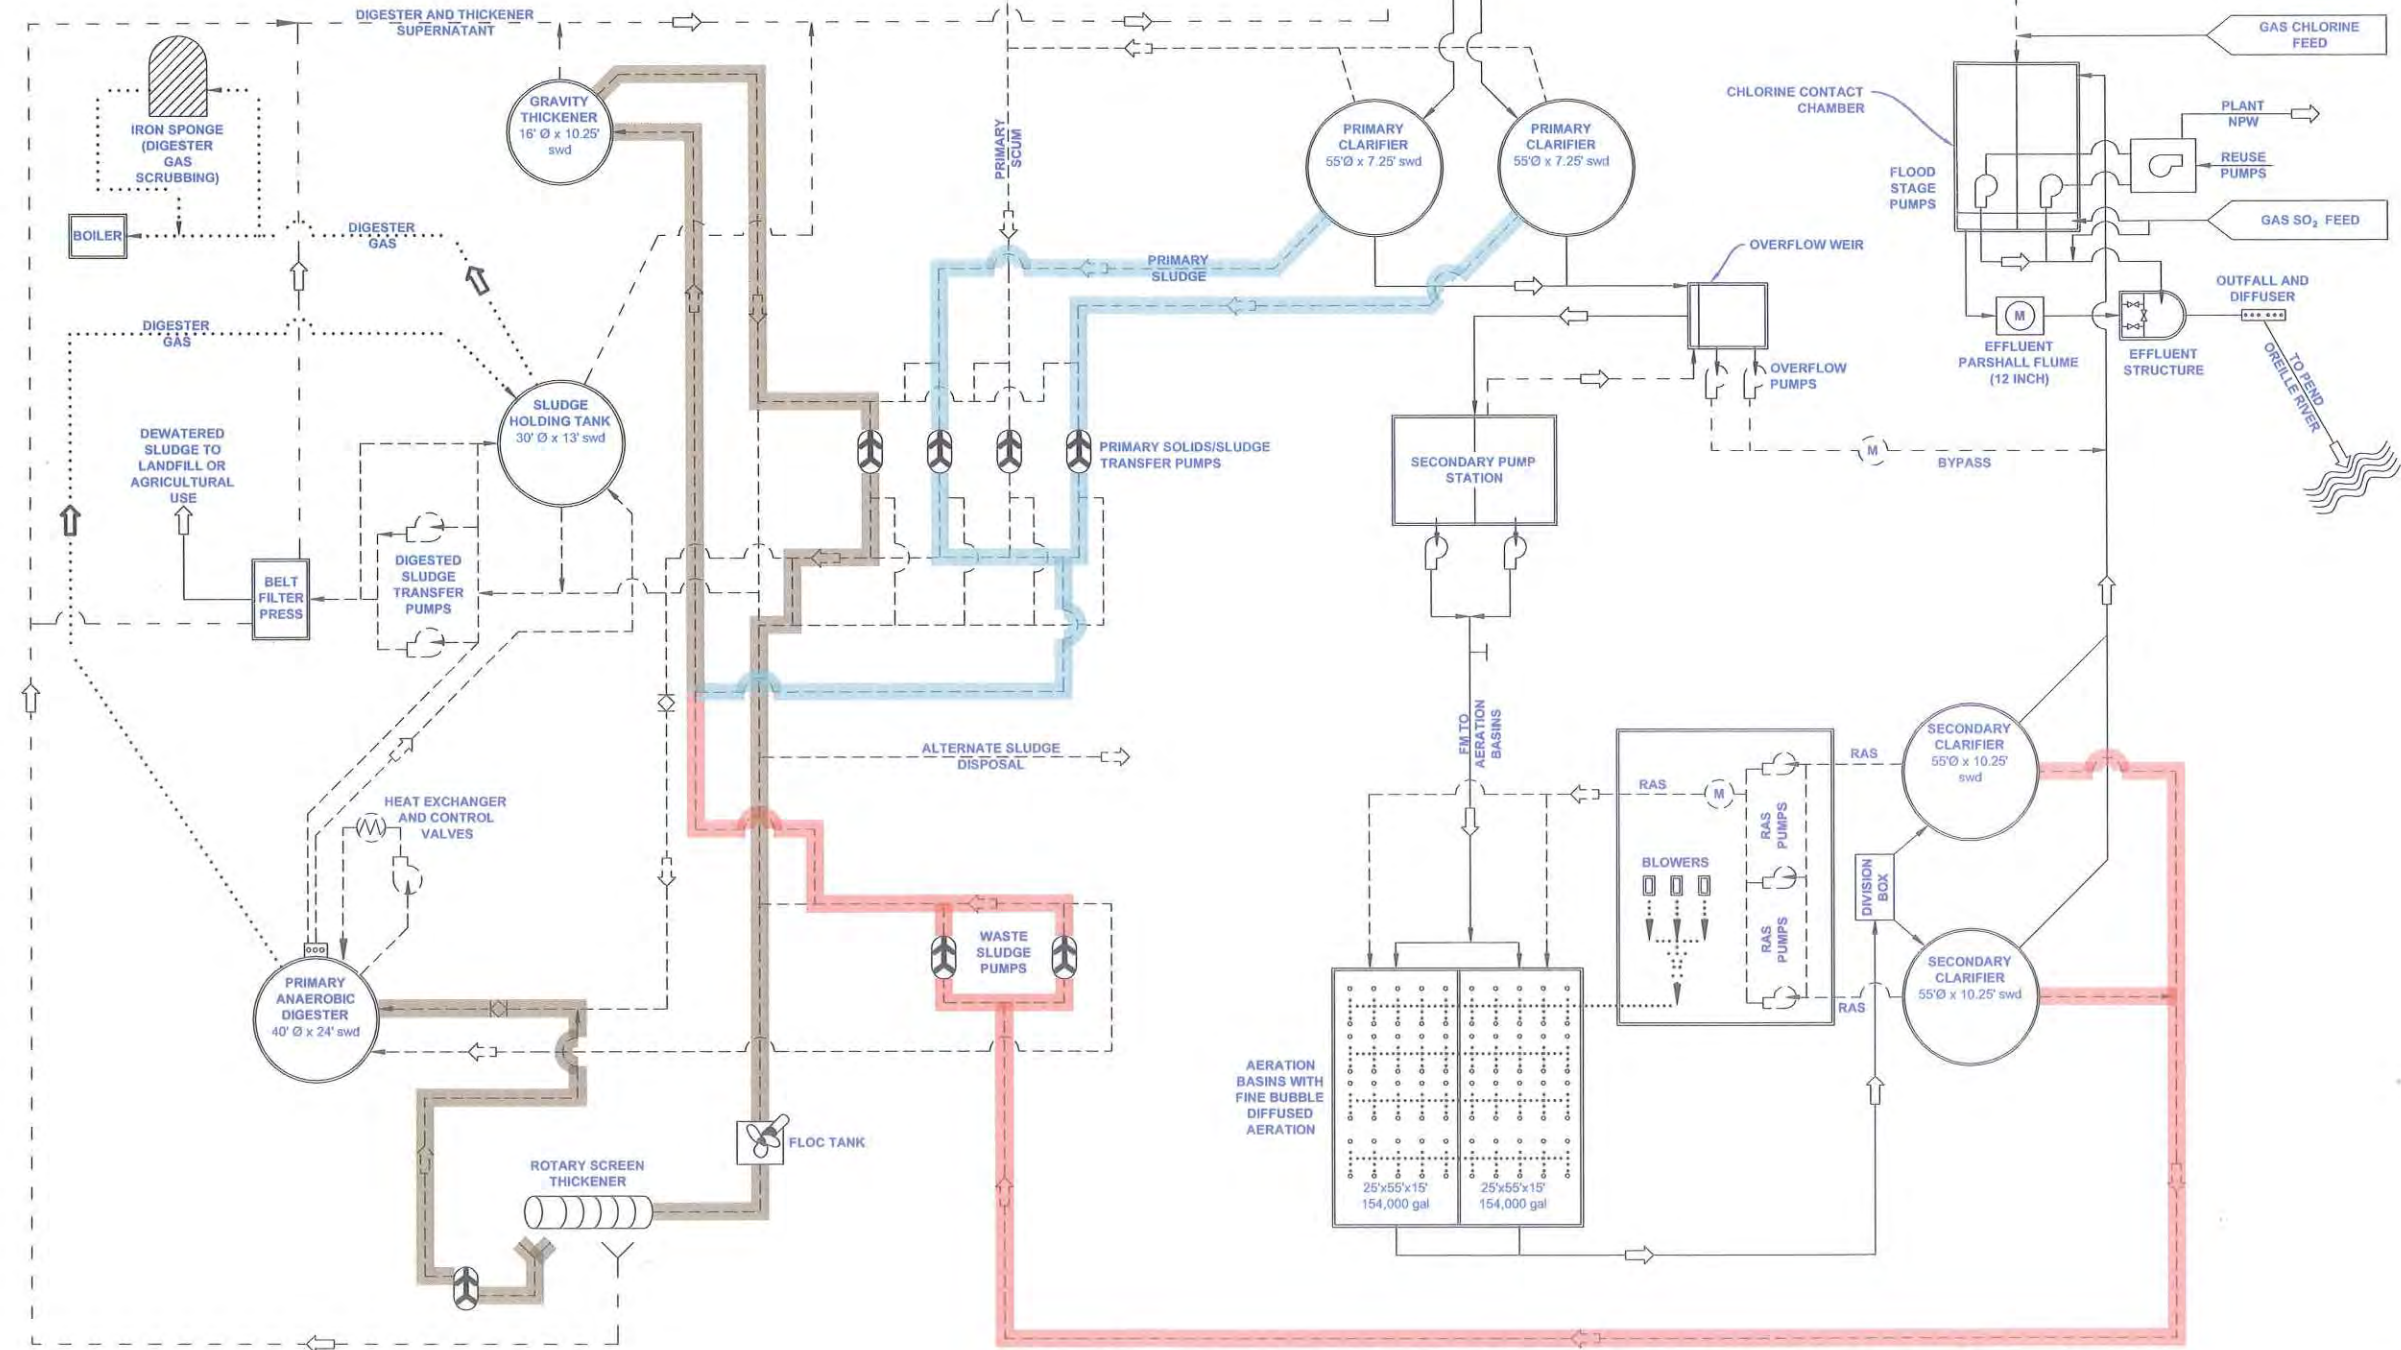 DIGESTER AND THICKENER
SUPERNATANT
GAS CHLORINE
FEED
IRON SPONGE
(DIGESTER
GAS
SCRUBBING)
GRAVITY
THICKENER
16' Ø x 10.25'
swd
PRIMARY
SCUM
PRIMARY
CLARIFIER
55'Ø x 7.25' swd
PRIMARY
CLARIFIER
55'Ø x 7.25' swd
CHLORINE CONTACT
CHAMBER
PLANT
NPW
REUSE
PUMPS
FLOOD
STAGE
PUMPS
GAS SO₂ FEED
BOILER
DIGESTER
GAS
PRIMARY
SLUDGE
OVERFLOW WEIR
OUTFALL AND
DIFFUSER
M
EFFLUENT
PARSHALL FLUME
(12 INCH)
EFFLUENT
STRUCTURE
TO PEND
OREILLE RIVER
DIGESTER
GAS
OVERFLOW
PUMPS
SLUDGE
HOLDING TANK
30' Ø x 13' swd
DEWATERED
SLUDGE TO
LANDFILL OR
AGRICULTURAL
USE
PRIMARY SOLIDS/SLUDGE
TRANSFER PUMPS
SECONDARY PUMP
STATION
M
BYPASS
BELT
FILTER
PRESS
DIGESTED
SLUDGE
TRANSFER
PUMPS
FM TO
AERATION
BASINS
ALTERNATE SLUDGE
DISPOSAL
RAS
M
RAS
PUMPS
RAS
SECONDARY
CLARIFIER
55'Ø x 10.25'
swd
HEAT EXCHANGER
AND CONTROL
VALVES
BLOWERS
DIVISION
BOX
RAS
PUMPS
WASTE
SLUDGE
PUMPS
SECONDARY
CLARIFIER
55'Ø x 10.25' swd
RAS
PRIMARY
ANAEROBIC
DIGESTER
40' Ø x 24' swd
AERATION
BASINS WITH
FINE BUBBLE
DIFFUSED
AERATION
FLOC TANK
ROTARY SCREEN
THICKENER
25'x55'x15'
154,000 gal
25'x55'x15'
154,000 gal